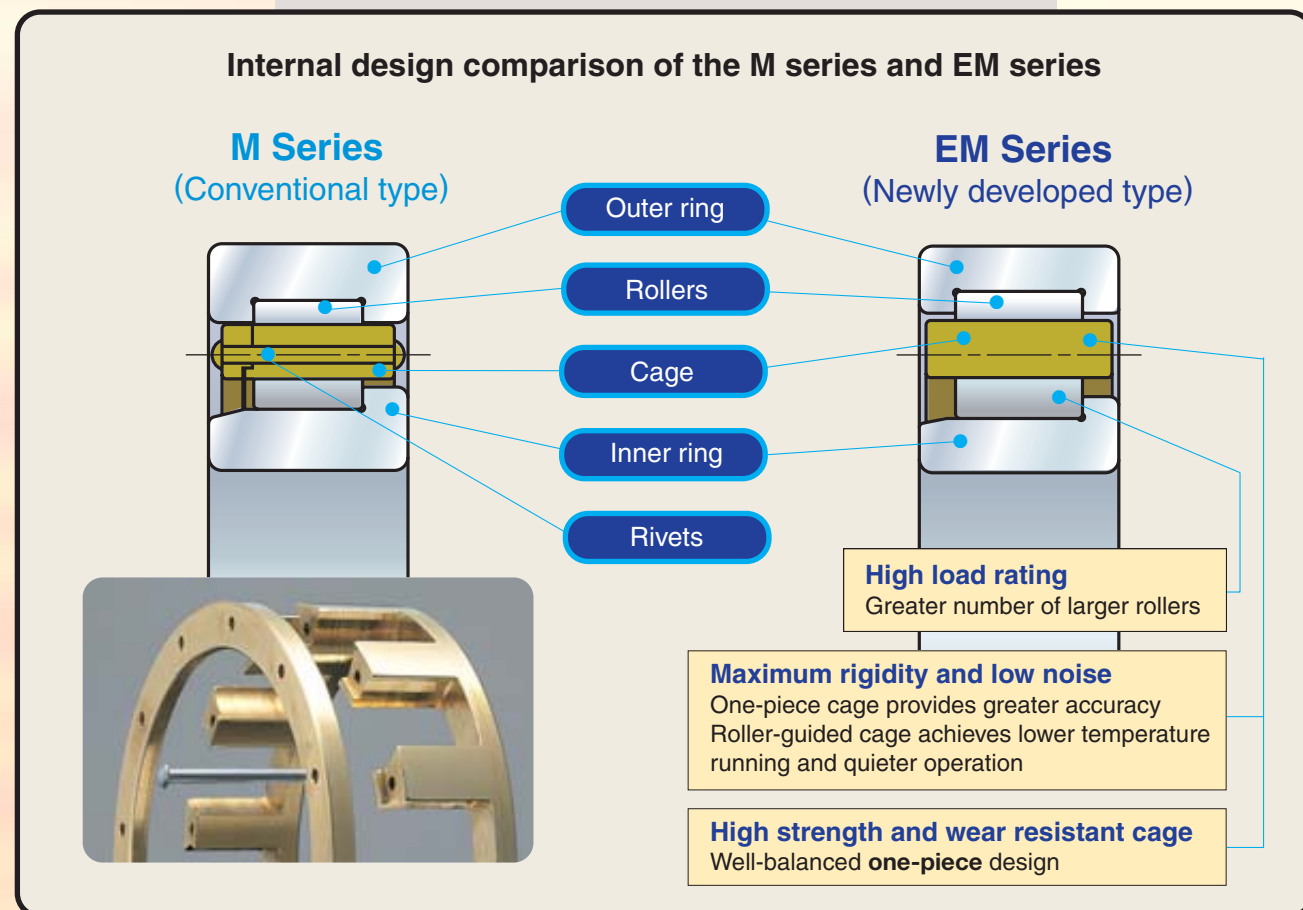 Internal design comparison of the M series and EM series
M Series
(Conventional type)
EM Series
(Newly developed type)
Outer ring
Rollers
Cage
Inner ring
Rivets
High load rating
Greater number of larger rollers
Maximum rigidity and low noise
One-piece cage provides greater accuracy
Roller-guided cage achieves lower temperature
running and quieter operation
High strength and wear resistant cage
Well-balanced one-piece design